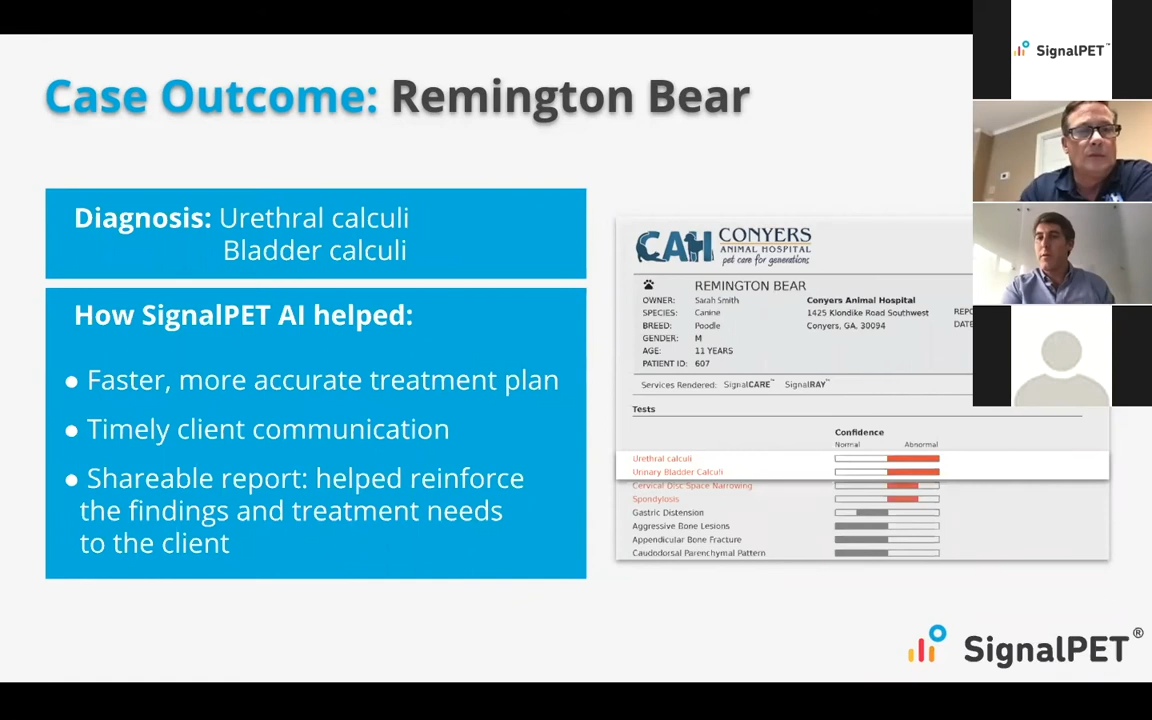 Case Outcome: Remington Bear
SignalPET™
Diagnosis: Urethral calculi
Bladder calculi
How SignalPET AI helped:
● Faster, more accurate treatment plan
● Timely client communication
● Shareable report: helped reinforce
the findings and treatment needs
to the client
CAH CONYERS
ANIMAL HOSPITAL
pet care for generations
REMINGTON BEAR
OWNER: Sarah Smith Conyers Animal Hospital
SPECIES: Canine 1425 Klondike Road Southwest
BREED: Poodle Conyers, GA, 30094
GENDER: M
AGE: 11 YEARS
PATIENT ID: 607
Services Rendered: SignalCARE™ SignalRAY™
Tests
Confidence
Normal Abnormal
Urethral calculi
Urinary Bladder Calculi
Cervical Disc Space Narrowing
Spondylosis
Gastric Distension
Aggressive Bone Lesions
Appendicular Bone Fracture
Caudodorsal Parenchymal Pattern
SignalPET®